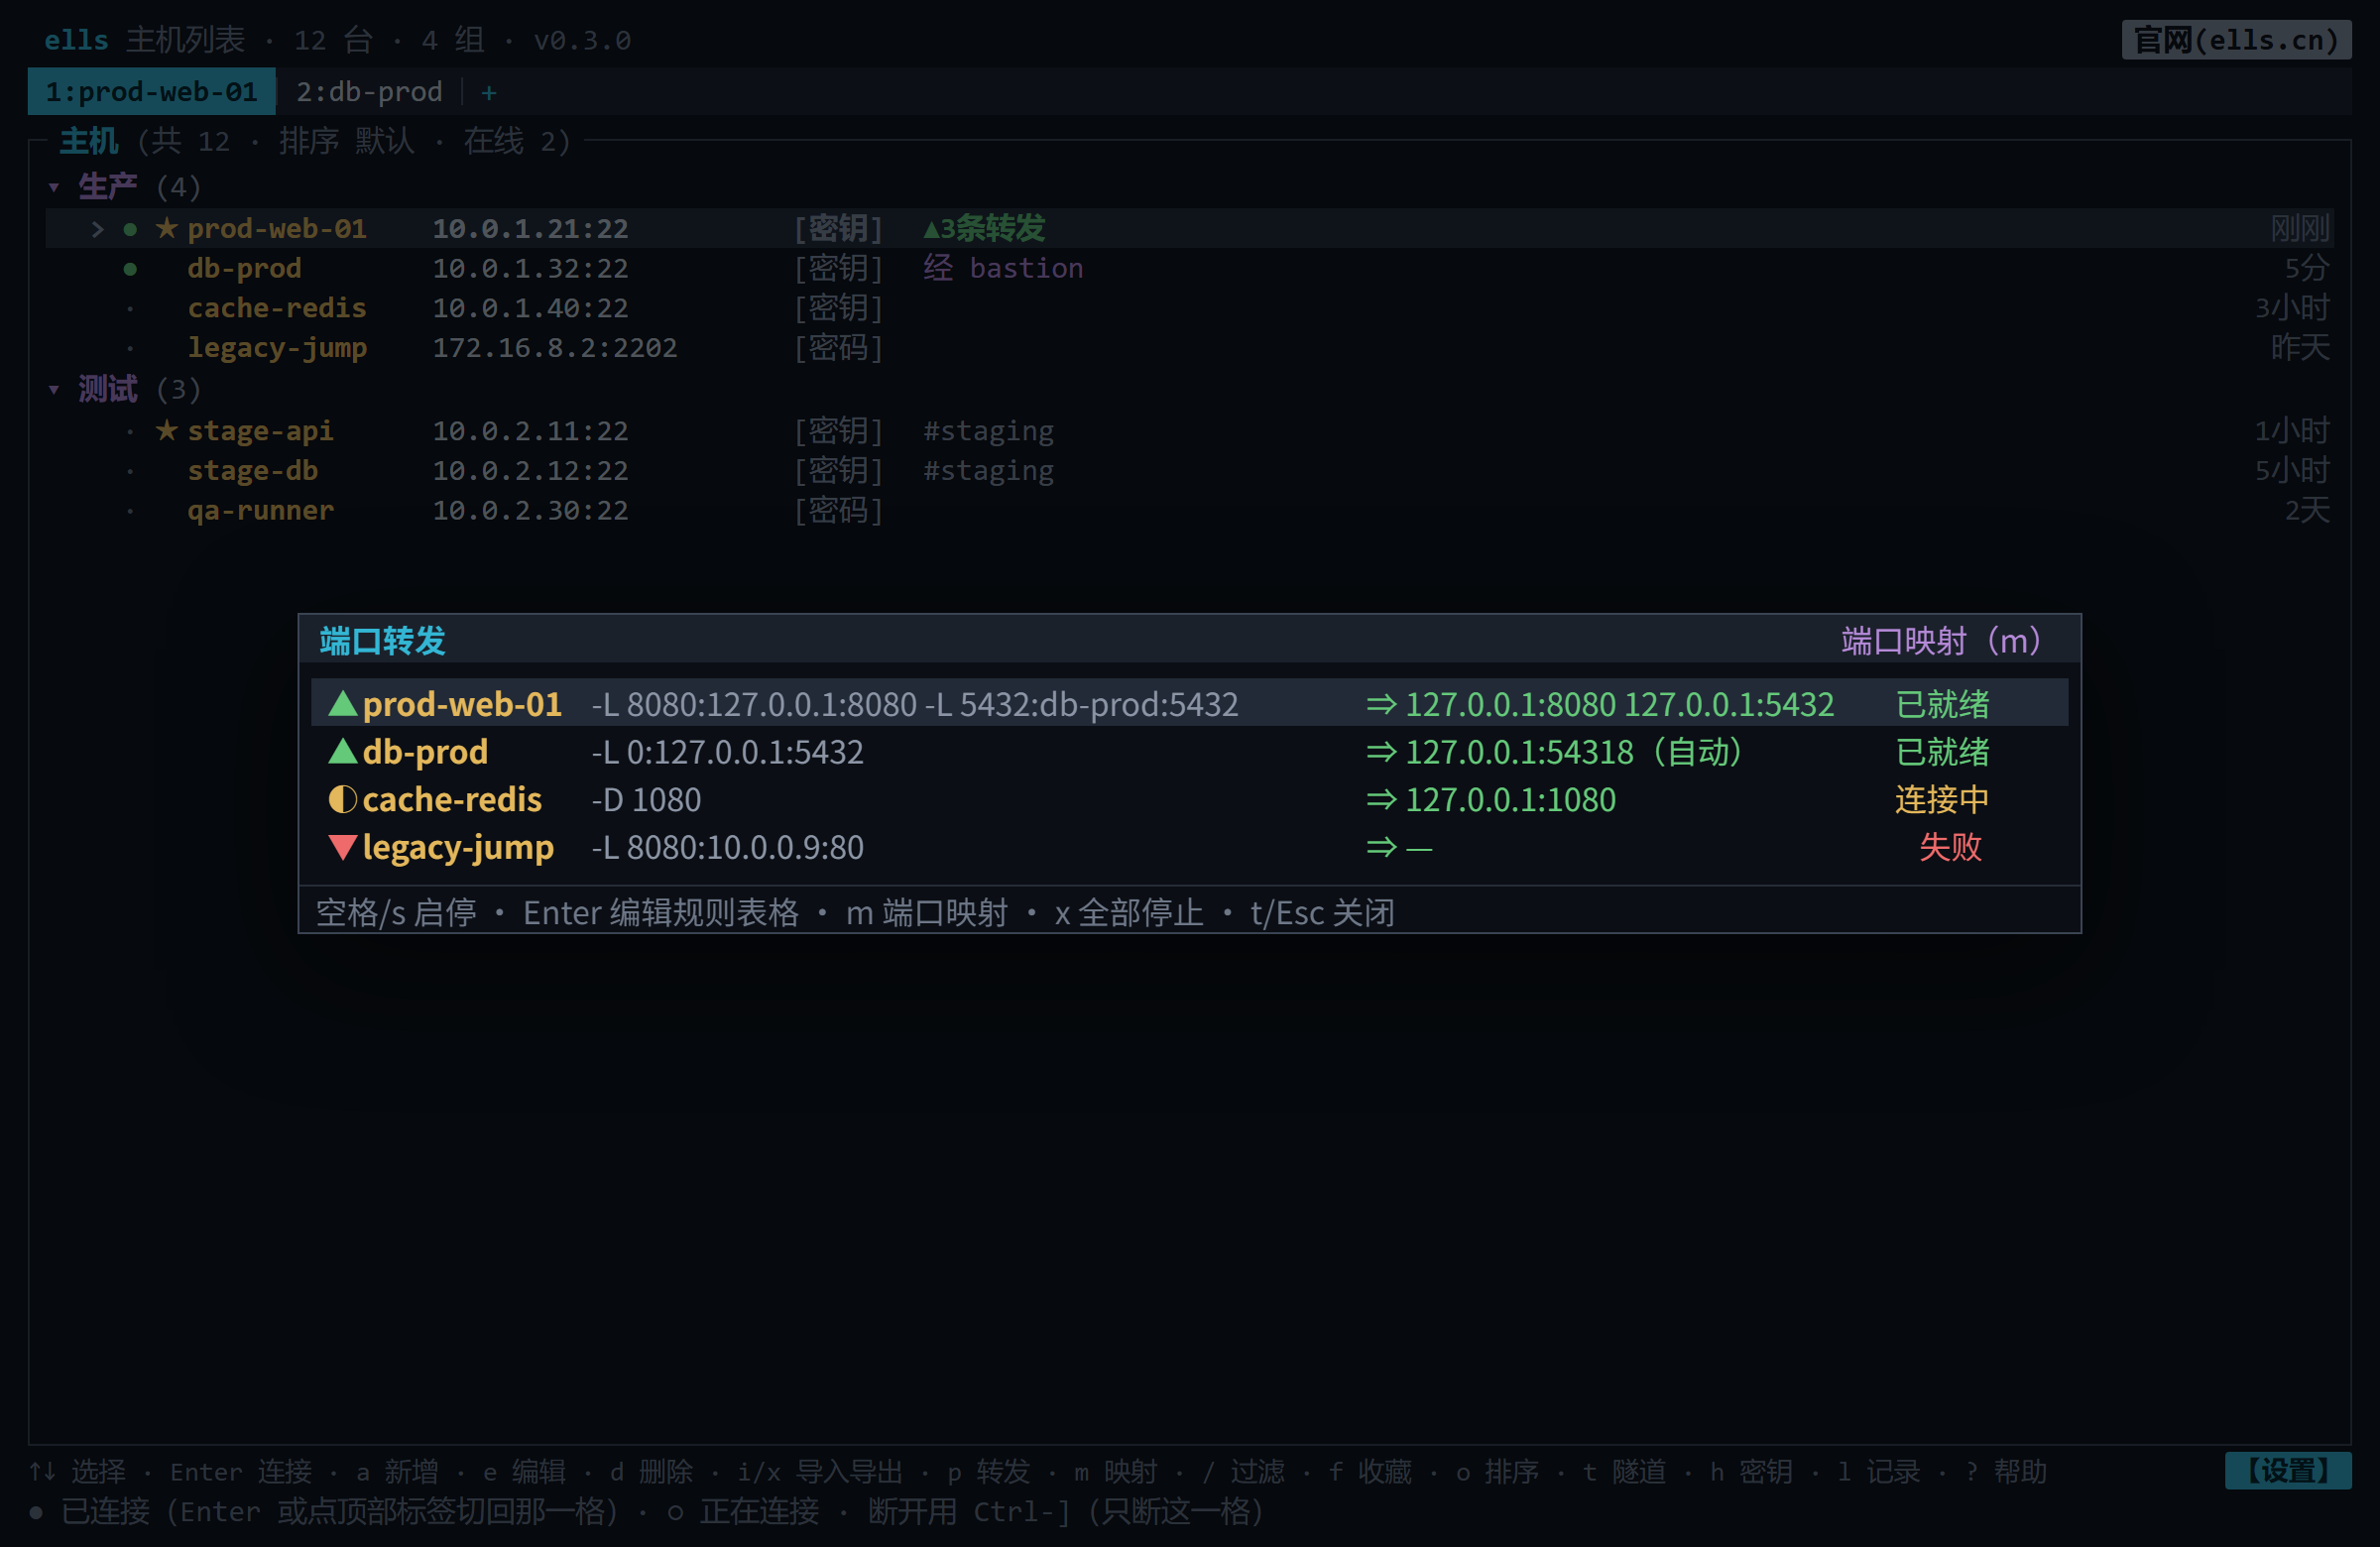 ells 主机列表 · 12 台 · 4 组 · v0.3.0 官网(ells.cn)
1:prod-web-01 2:db-prod +
主机 (共 12 · 排序 默认 · 在线 2)
▾ 生产 (4)
> ● ★ prod-web-01 10.0.1.21:22 [密钥] ▲3条转发 刚刚
● db-prod 10.0.1.32:22 [密钥] 经 bastion 5分
· cache-redis 10.0.1.40:22 [密钥] 3小时
· legacy-jump 172.16.8.2:2202 [密码] 昨天
▾ 测试 (3)
· ★ stage-api 10.0.2.11:22 [密钥] #staging 1小时
· stage-db 10.0.2.12:22 [密钥] #staging 5小时
· qa-runner 10.0.2.30:22 [密码] 2天
端口转发 端口映射（m）
▲ prod-web-01 -L 8080:127.0.0.1:8080 -L 5432:db-prod:5432 ⇒ 127.0.0.1:8080 127.0.0.1:5432 已就绪
▲ db-prod -L 0:127.0.0.1:5432 ⇒ 127.0.0.1:54318（自动） 已就绪
◐ cache-redis -D 1080 ⇒ 127.0.0.1:1080 连接中
▼ legacy-jump -L 8080:10.0.0.9:80 ⇒ — 失败
空格/s 启停 · Enter 编辑规则表格 · m 端口映射 · x 全部停止 · t/Esc 关闭
↑↓ 选择 · Enter 连接 · a 新增 · e 编辑 · d 删除 · i/x 导入导出 · p 转发 · m 映射 · / 过滤 · f 收藏 · o 排序 · t 隧道 · h 密钥 · l 记录 · ? 帮助 【设置】
● 已连接 (Enter 或点顶部标签切回那一格) · ○ 正在连接 · 断开用 Ctrl-] (只断这一格)